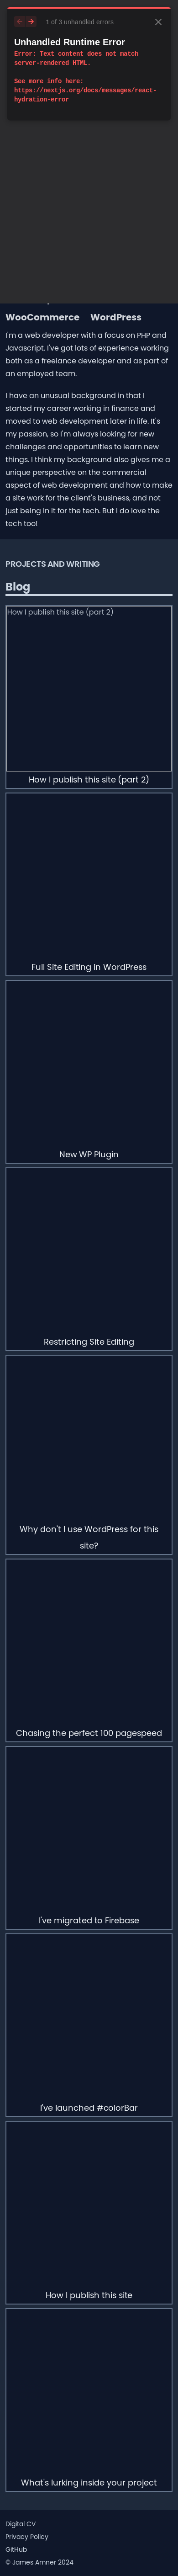 1 of 3 unhandled errors
Unhandled Runtime Error
Error: Text content does not match
server-rendered HTML.
See more info here:
https://nextjs.org/docs/messages/react-
hydration-error
WooCommerce WordPress
I'm a web developer with a focus on PHP and
Javascript. I've got lots of experience working
both as a freelance developer and as part of
an employed team.
I have an unusual background in that I
started my career working in finance and
moved to web development later in life. It's
my passion, so I'm always looking for new
challenges and opportunities to learn new
things. I think my background also gives me a
unique perspective on the commercial
aspect of web development and how to make
a site work for the client's business, and not
just being in it for the tech. But I do love the
tech too!
PROJECTS AND WRITING
Blog
How I publish this site (part 2)
How I publish this site (part 2)
Full Site Editing in WordPress
New WP Plugin
Restricting Site Editing
Why don't I use WordPress for this
site?
Chasing the perfect 100 pagespeed
I've migrated to Firebase
I've launched #colorBar
How I publish this site
What's lurking inside your project
Digital CV
Privacy Policy
GitHub
© James Amner 2024